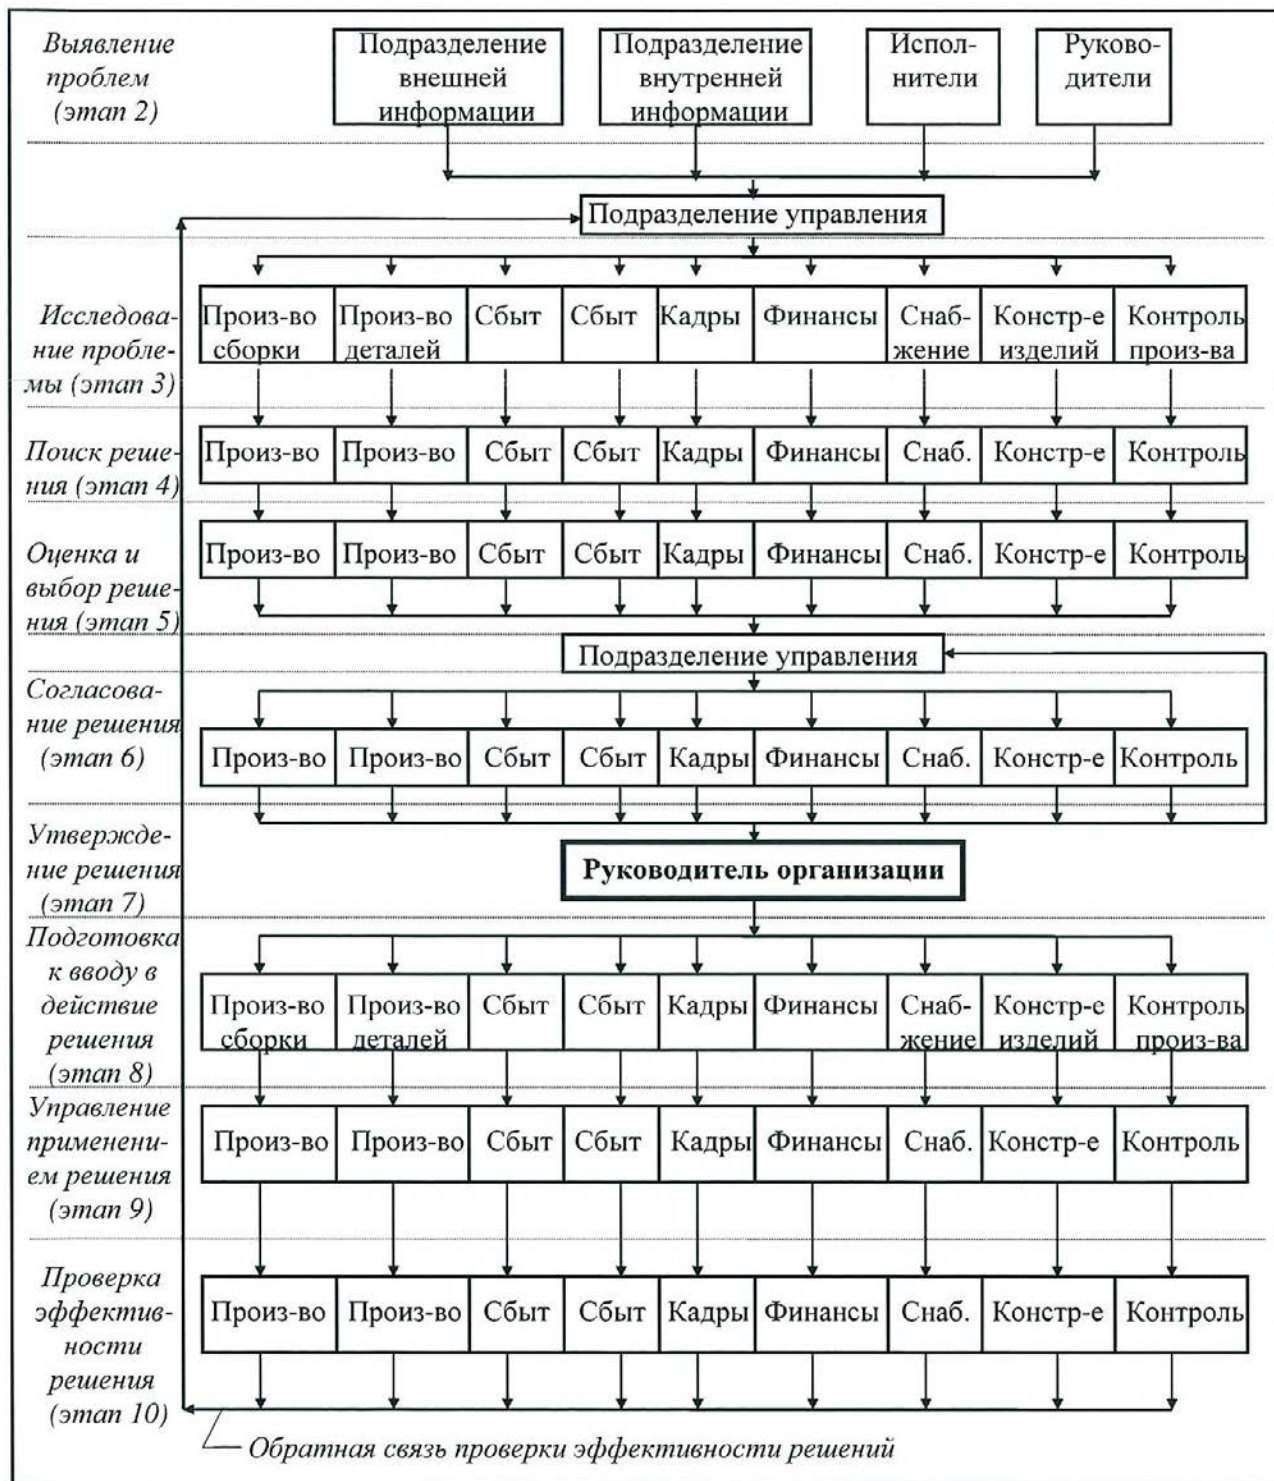 Выявление
проблем
(этап 2)
Подразделение
внешней
информации
Подразделение
внутренней
информации
Испол-
нители
Руково-
дители
Подразделение управления
Исследова-
ние пробле-
мы (этап 3)
Произ-во
сборки
Произ-во
деталей
Сбыт
Сбыт
Кадры
Финансы
Снаб-
жение
Констр-е
изделий
Контроль
произ-ва
Поиск реше-
ния (этап 4)
Произ-во
Произ-во
Сбыт
Сбыт
Кадры
Финансы
Снаб.
Констр-е
Контроль
Оценка и
выбор реше-
ния (этап 5)
Произ-во
Произ-во
Сбыт
Сбыт
Кадры
Финансы
Снаб.
Констр-е
Контроль
Подразделение управления
Согласова-
ние решения
(этап 6)
Произ-во
Произ-во
Сбыт
Сбыт
Кадры
Финансы
Снаб.
Констр-е
Контроль
Утвержде-
ние решения
(этап 7)
Руководитель организации
Подготовка
к вводу в
действие
решения
(этап 8)
Произ-во
сборки
Произ-во
деталей
Сбыт
Сбыт
Кадры
Финансы
Снаб-
жение
Констр-е
изделий
Контроль
произ-ва
Управление
применени-
ем решения
(этап 9)
Произ-во
Произ-во
Сбыт
Сбыт
Кадры
Финансы
Снаб.
Констр-е
Контроль
Проверка
эффектив-
ности
решения
(этап 10)
Произ-во
Произ-во
Сбыт
Сбыт
Кадры
Финансы
Снаб.
Констр-е
Контроль
Обратная связь проверки эффективности решений